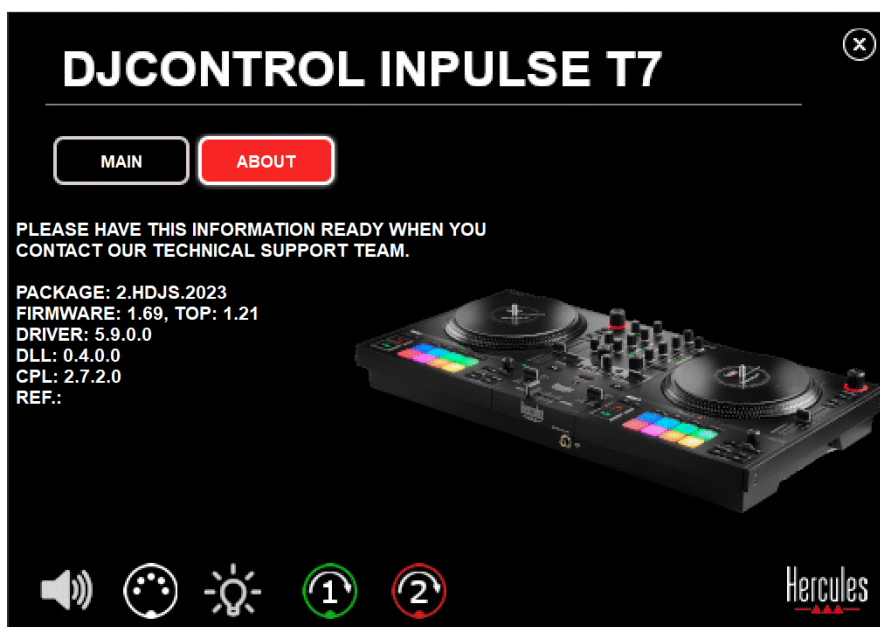 DJCONTROL INPULSE T7
MAIN
ABOUT
PLEASE HAVE THIS INFORMATION READY WHEN YOU
CONTACT OUR TECHNICAL SUPPORT TEAM.
PACKAGE: 2.HDJS.2023
FIRMWARE: 1.69, TOP: 1.21
DRIVER: 5.9.0.0
DLL: 0.4.0.0
CPL: 2.7.2.0
REF.:
1
2
Hercules